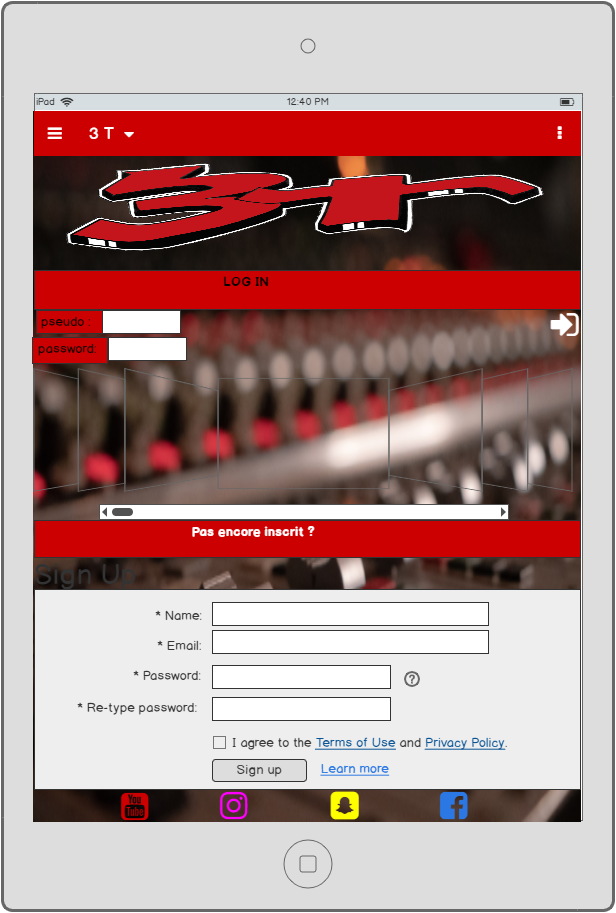 iPad 12:40 PM
3 T
3T
LOG IN
pseudo :
password:
Pas encore inscrit ?
Sign Up
* Name:
* Email:
* Password:
?
* Re-type password:
I agree to the Terms of Use and Privacy Policy.
Sign up Learn more
You
Tube